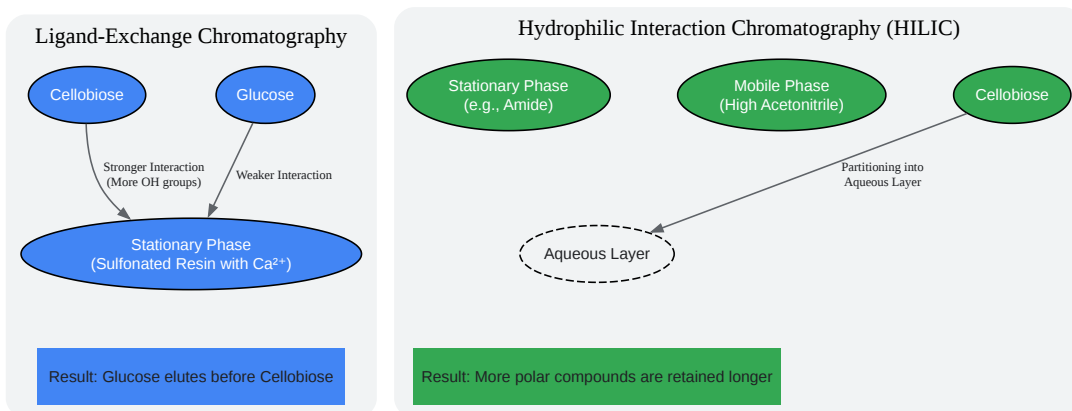 Ligand-Exchange Chromatography
Cellobiose
Glucose
Stronger Interaction
(More OH groups)
Weaker Interaction
Stationary Phase
(Sulfonated Resin with Ca²⁺)
Result: Glucose elutes before Cellobiose
Hydrophilic Interaction Chromatography (HILIC)
Stationary Phase
(e.g., Amide)
Mobile Phase
(High Acetonitrile)
Cellobiose
Partitioning into
Aqueous Layer
Aqueous Layer
Result: More polar compounds are retained longer